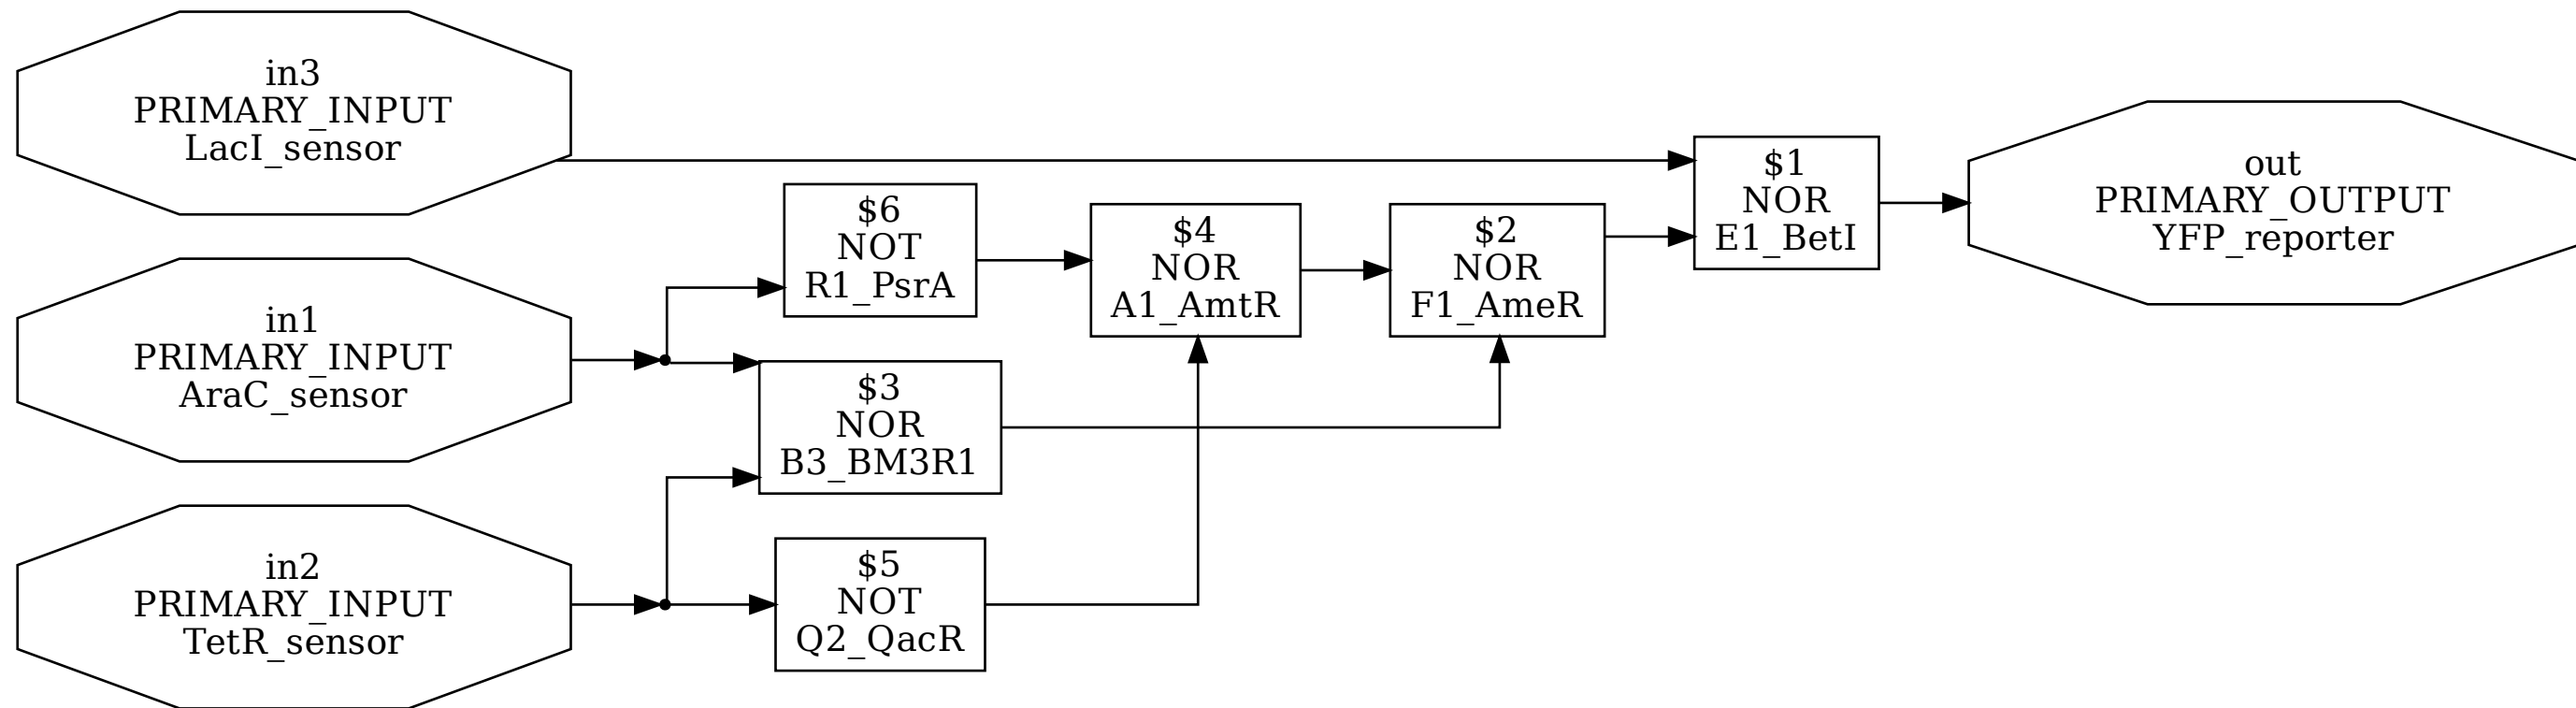 in3
PRIMARY_INPUT
LacI_sensor
in1
PRIMARY_INPUT
AraC_sensor
in2
PRIMARY_INPUT
TetR_sensor
$6
NOT
R1_PsrA
$3
NOR
B3_BM3R1
$5
NOT
Q2_QacR
$4
NOR
A1_AmtR
$2
NOR
F1_AmeR
$1
NOR
E1_BetI
out
PRIMARY_OUTPUT
YFP_reporter